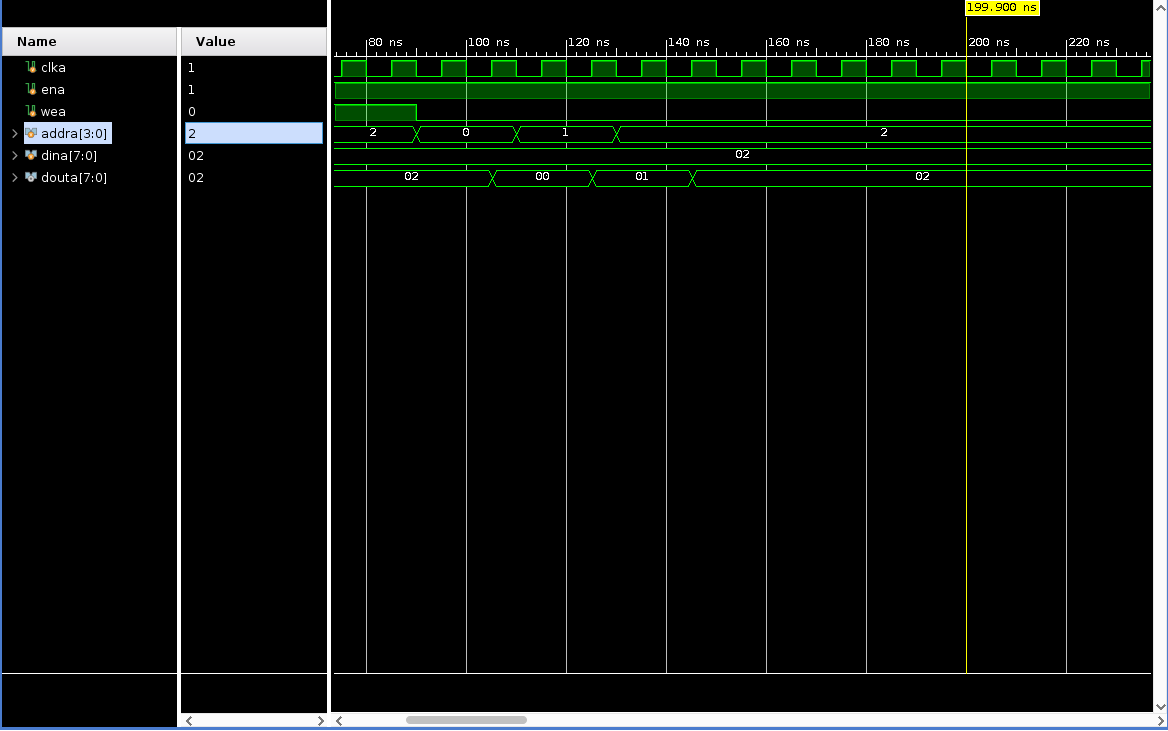 199.900 ns
Name Value 80 ns 100 ns 120 ns 140 ns 160 ns 180 ns 200 ns 220 ns
clka 1
ena 1
wea 0
addra[3:0] 2 2 0 1 2
dina[7:0] 02 02
douta[7:0] 02 02 00 01 02